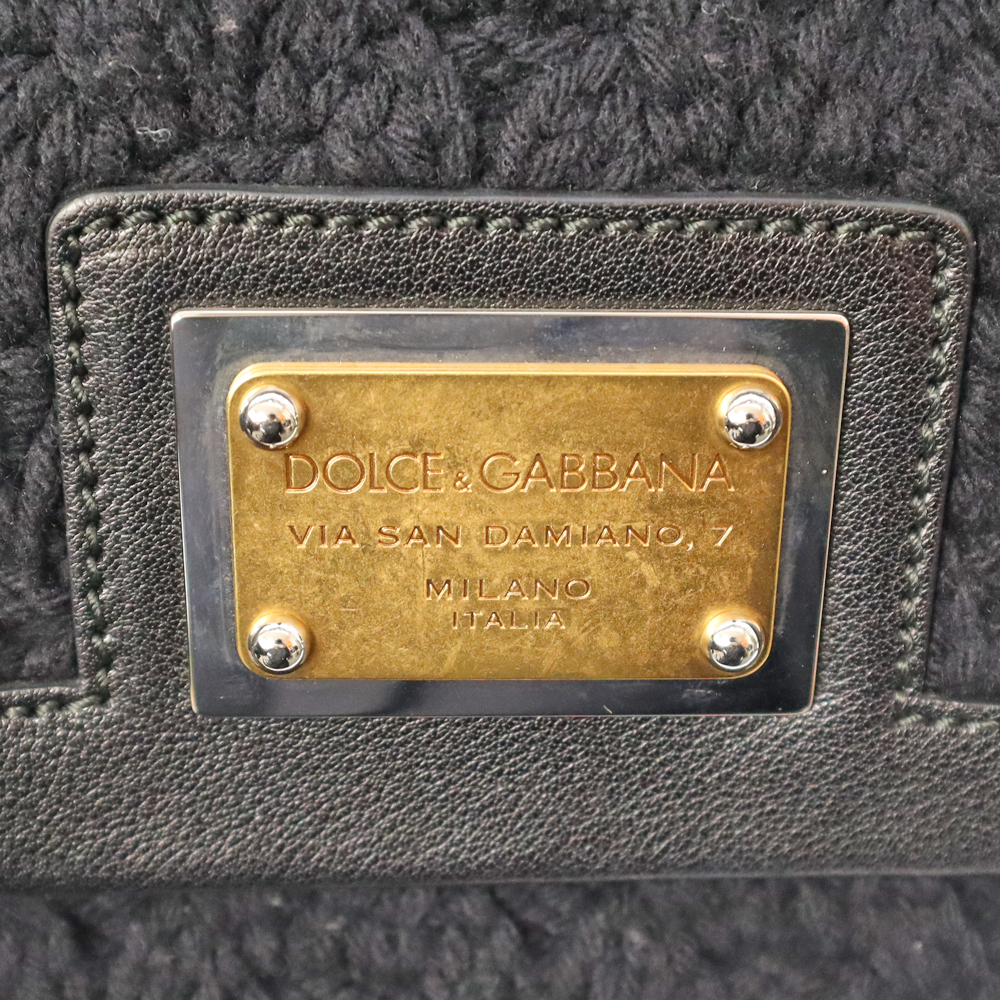 DOLCE & GABBANA
VIA SAN DAMIANO, 7
MILANO
ITALIA